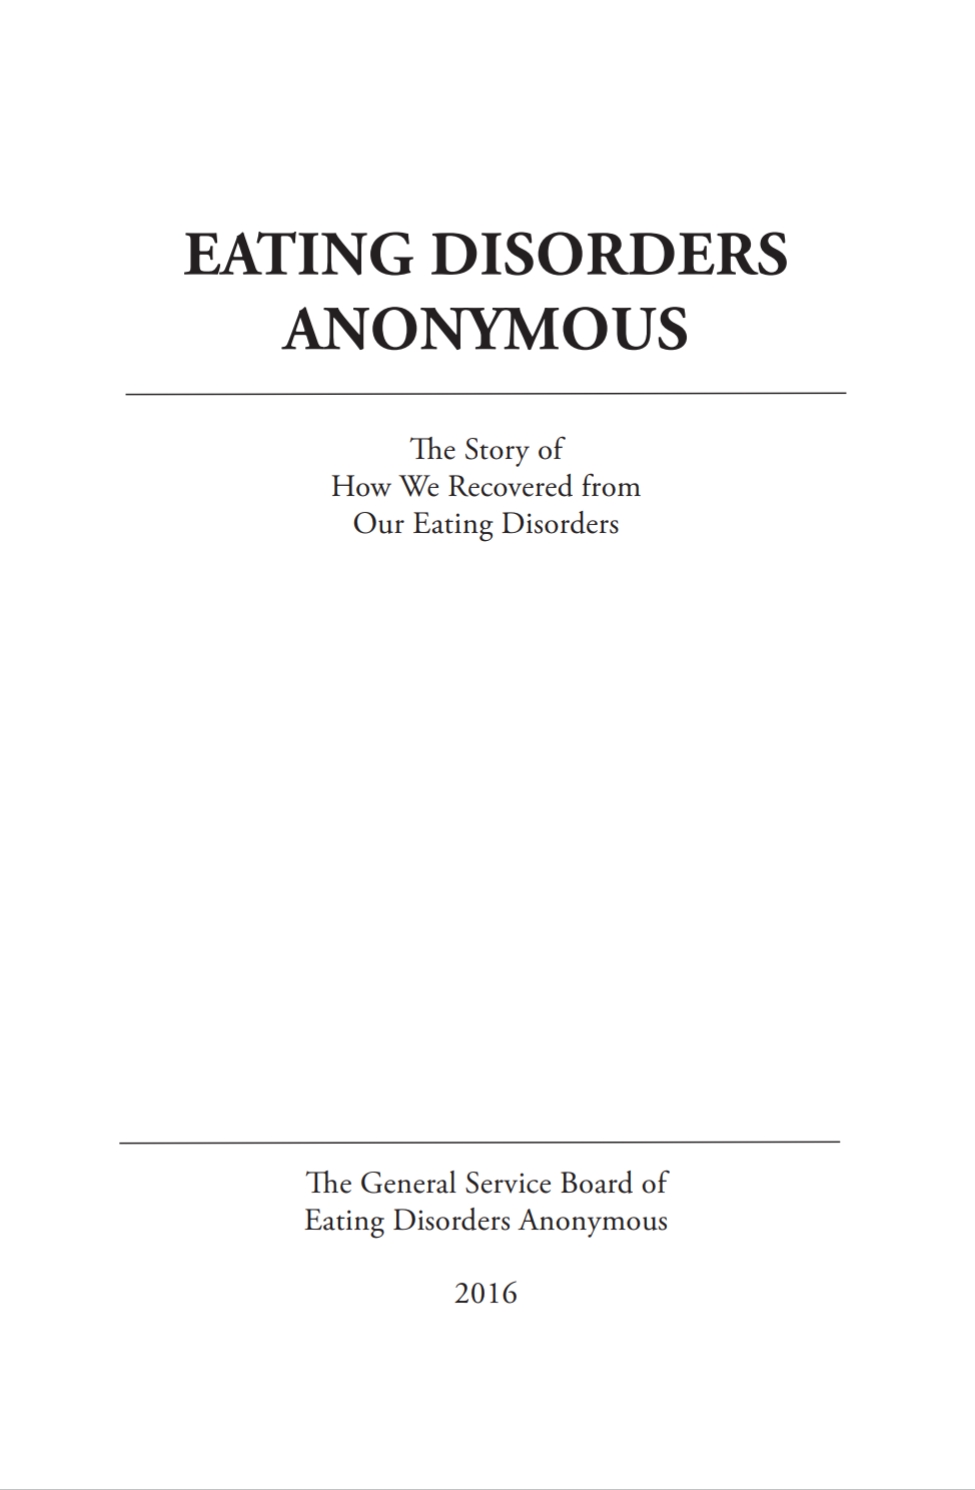 EATING DISORDERS
ANONYMOUS
The Story of
How We Recovered from
Our Eating Disorders
The General Service Board of
Eating Disorders Anonymous
2016